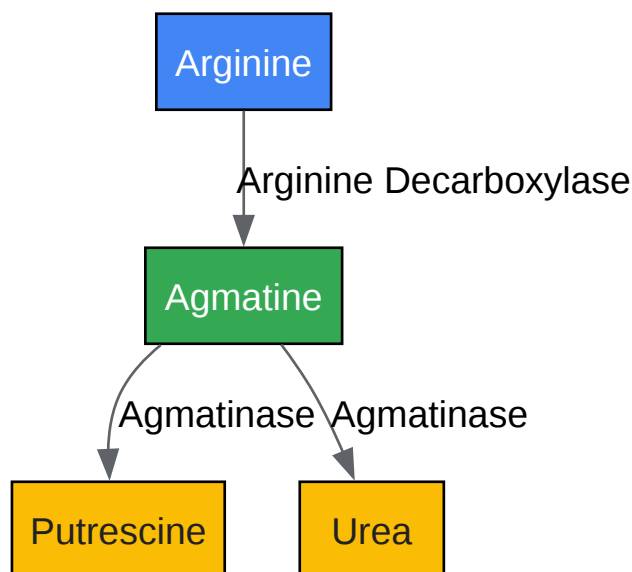 Arginine
Arginine Decarboxylase
Agmatine
Agmatinase
Agmatinase
Putrescine
Urea